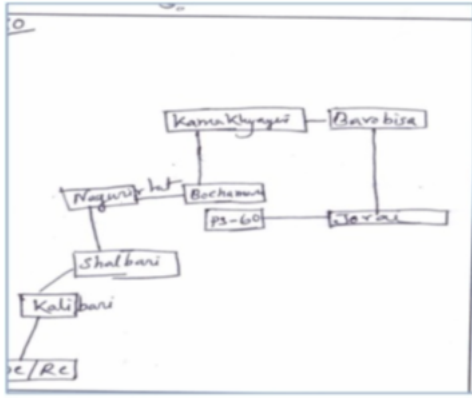 Kamakhyaguri
Barobisa
Nagurhat
Bochamari
PS-60
Jorai
Shalbari
Kalibari
/Re